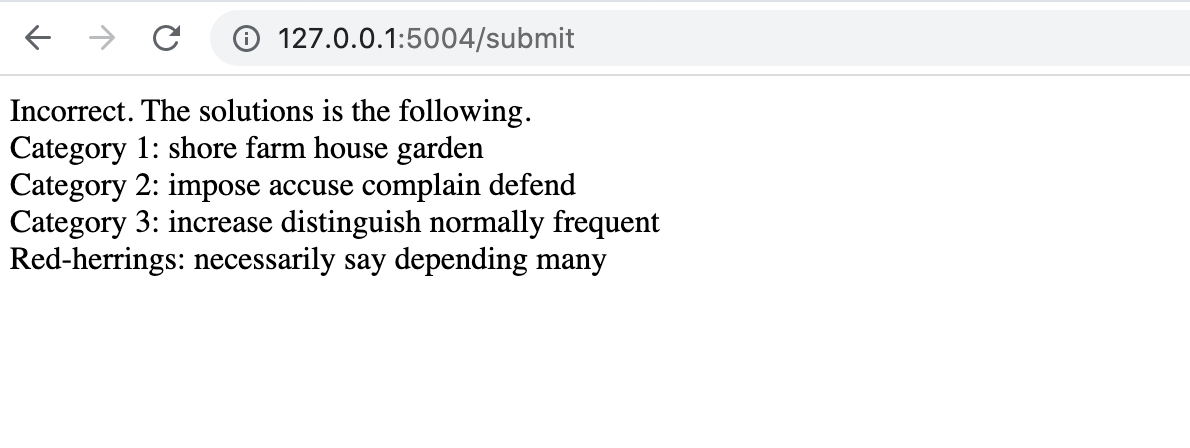 127.0.0.1:5004/submit
Incorrect. The solutions is the following.
Category 1: shore farm house garden
Category 2: impose accuse complain defend
Category 3: increase distinguish normally frequent
Red-herrings: necessarily say depending many